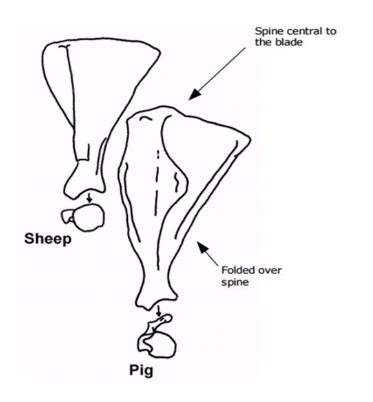 Spine central to
the blade
Sheep
Folded over
spine
Pig